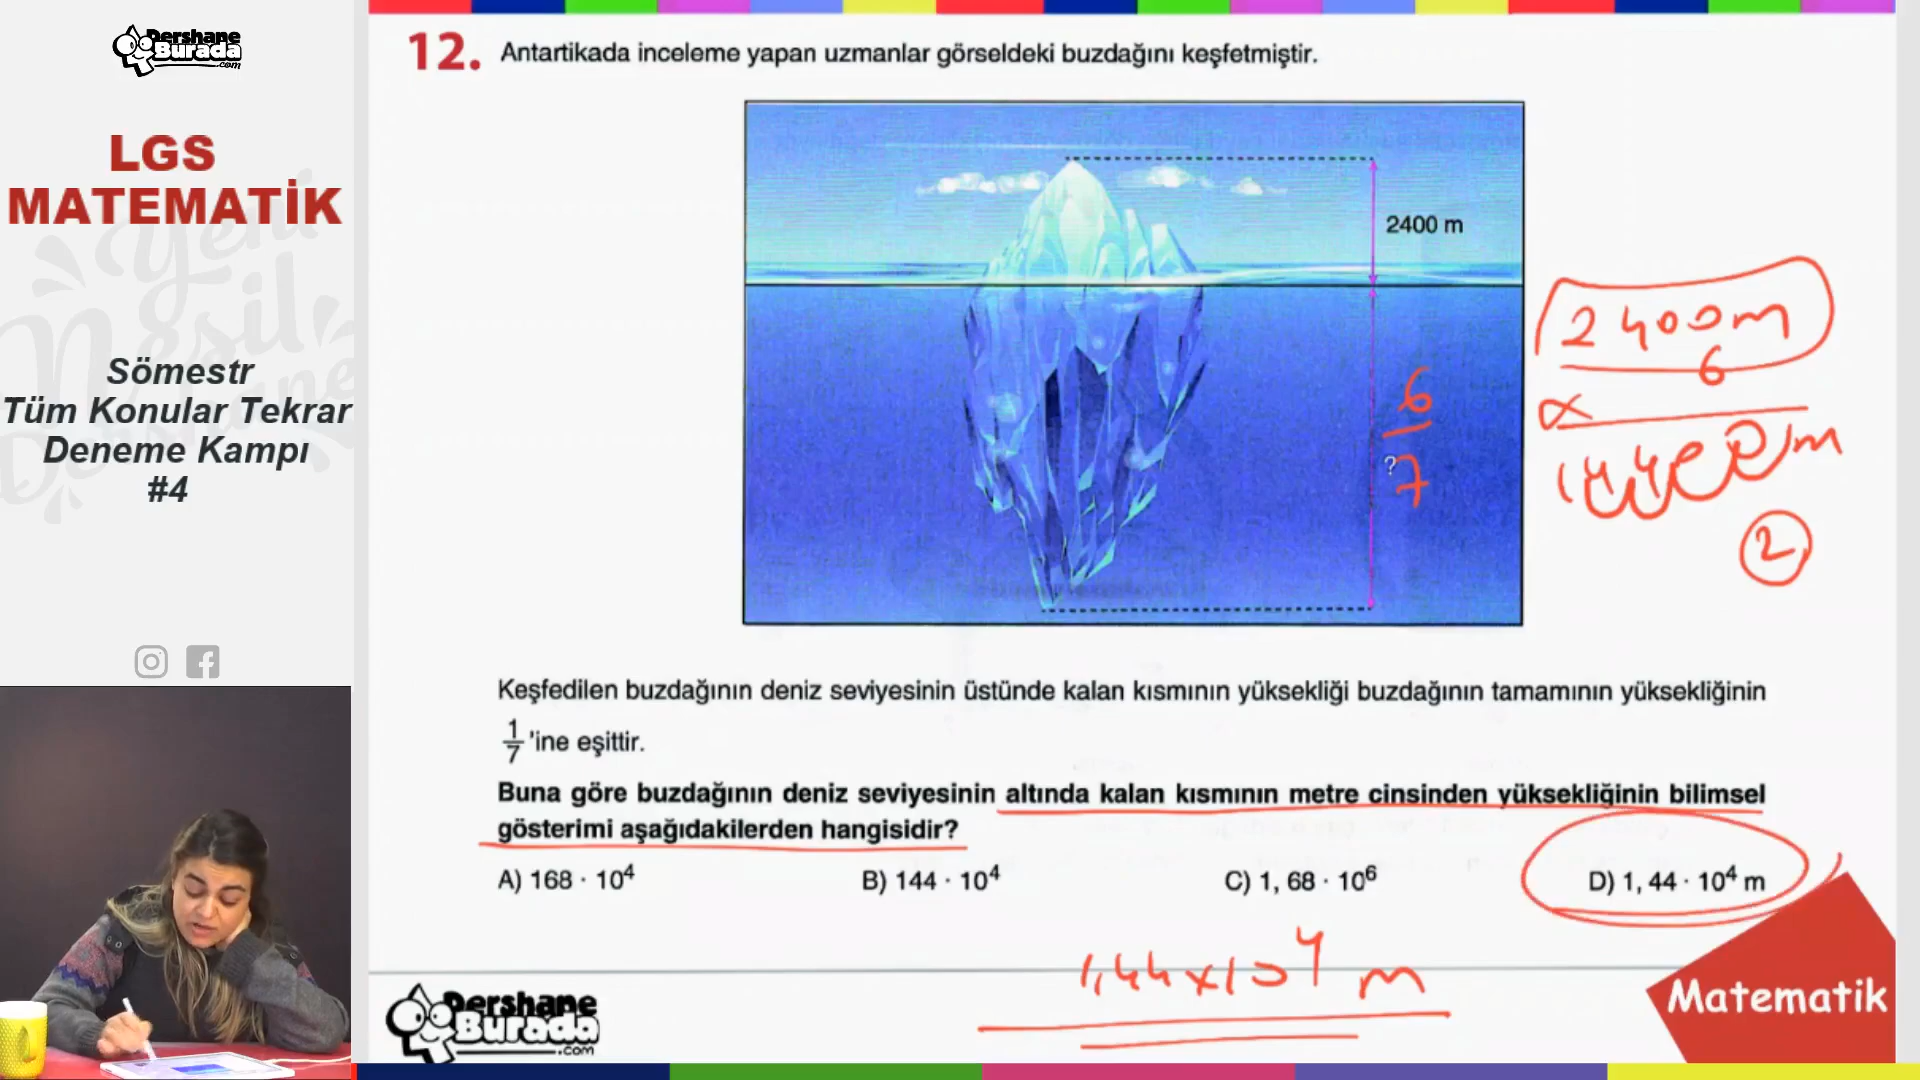 Dershane
Burada
.com
LGS
MATEMATİK
Sömestr
Tüm Konular Tekrar
Deneme Kampı
#4
12. Antartikada inceleme yapan uzmanlar görseldeki buzdağını keşfetmiştir.
2400 m
?
6
7
2400m
6
x
14400m
2
Keşfedilen buzdağının deniz seviyesinin üstünde kalan kısmının yüksekliği buzdağının tamamının yüksekliğinin
1/7 'ine eşittir.
Buna göre buzdağının deniz seviyesinin altında kalan kısmının metre cinsinden yüksekliğinin bilimsel
gösterimi aşağıdakilerden hangisidir?
A) 168 · 10⁴ B) 144 · 10⁴ C) 1, 68 · 10⁶ D) 1, 44 · 10⁴ m
1,44x10⁴ m
Dershane
Burada
.com
Matematik